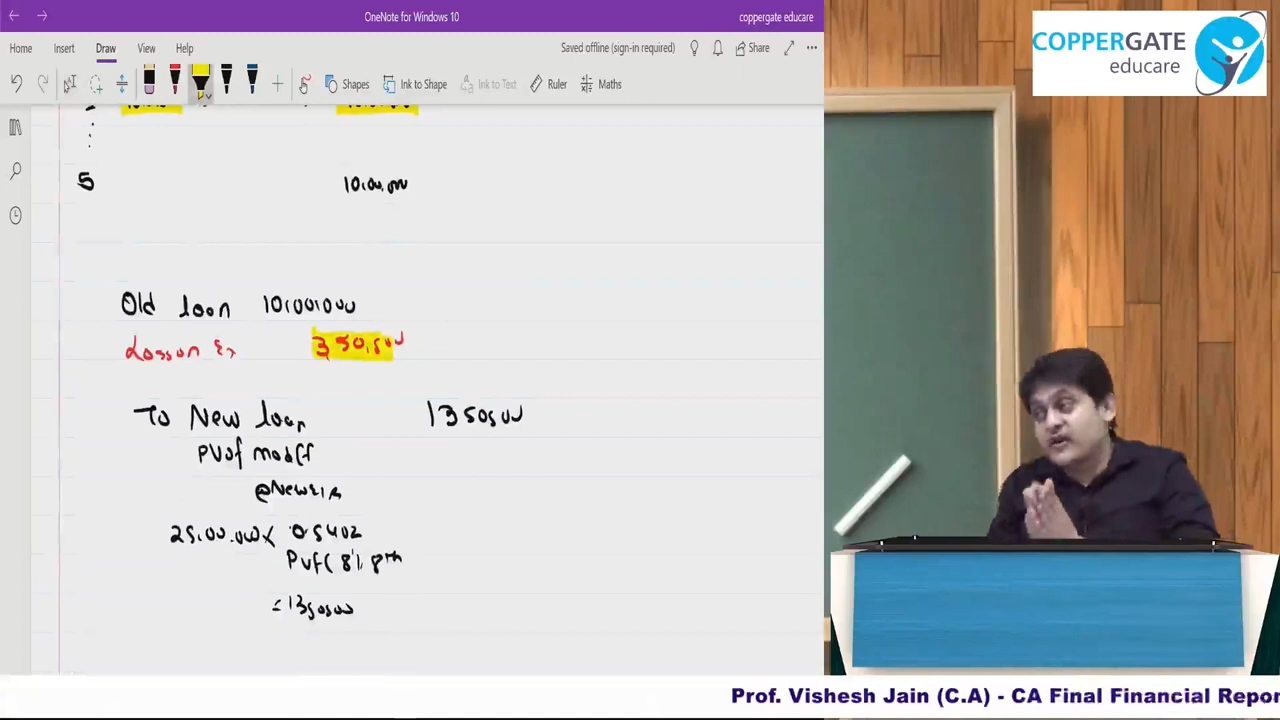 OneNote for Windows 10
coppergate educare
Home Insert Draw View Help
Saved offline (sign-in required)
Share
Shapes
Ink to Shape
Ink to Text
Ruler
Maths
COPPERGATE
educare
5 10,00,000
Old loan 10,00,000
Loss on Ex 350,500
To New loan 1350500
PV of modcf
@NewEIR
25,00,000 x 0.5402
PVF(8%, 8th
=1350500
Prof. Vishesh Jain (C.A) - CA Final Financial Repor